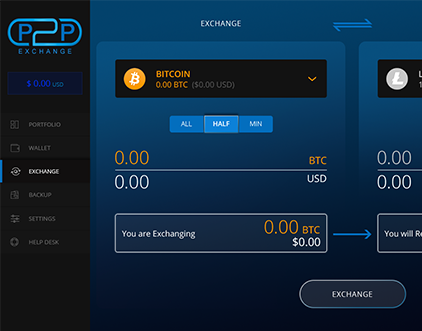 P2P
EXCHANGE
$ 0.00 USD
PORTFOLIO
WALLET
EXCHANGE
BACKUP
SETTINGS
HELP DESK
EXCHANGE
BITCOIN
0.00 BTC ($0.00 USD)
ALL HALF MIN
0.00 BTC
0.00 USD
You are Exchanging
0.00 BTC
$0.00
EXCHANGE
L
1
0.00
0.00
You will Re